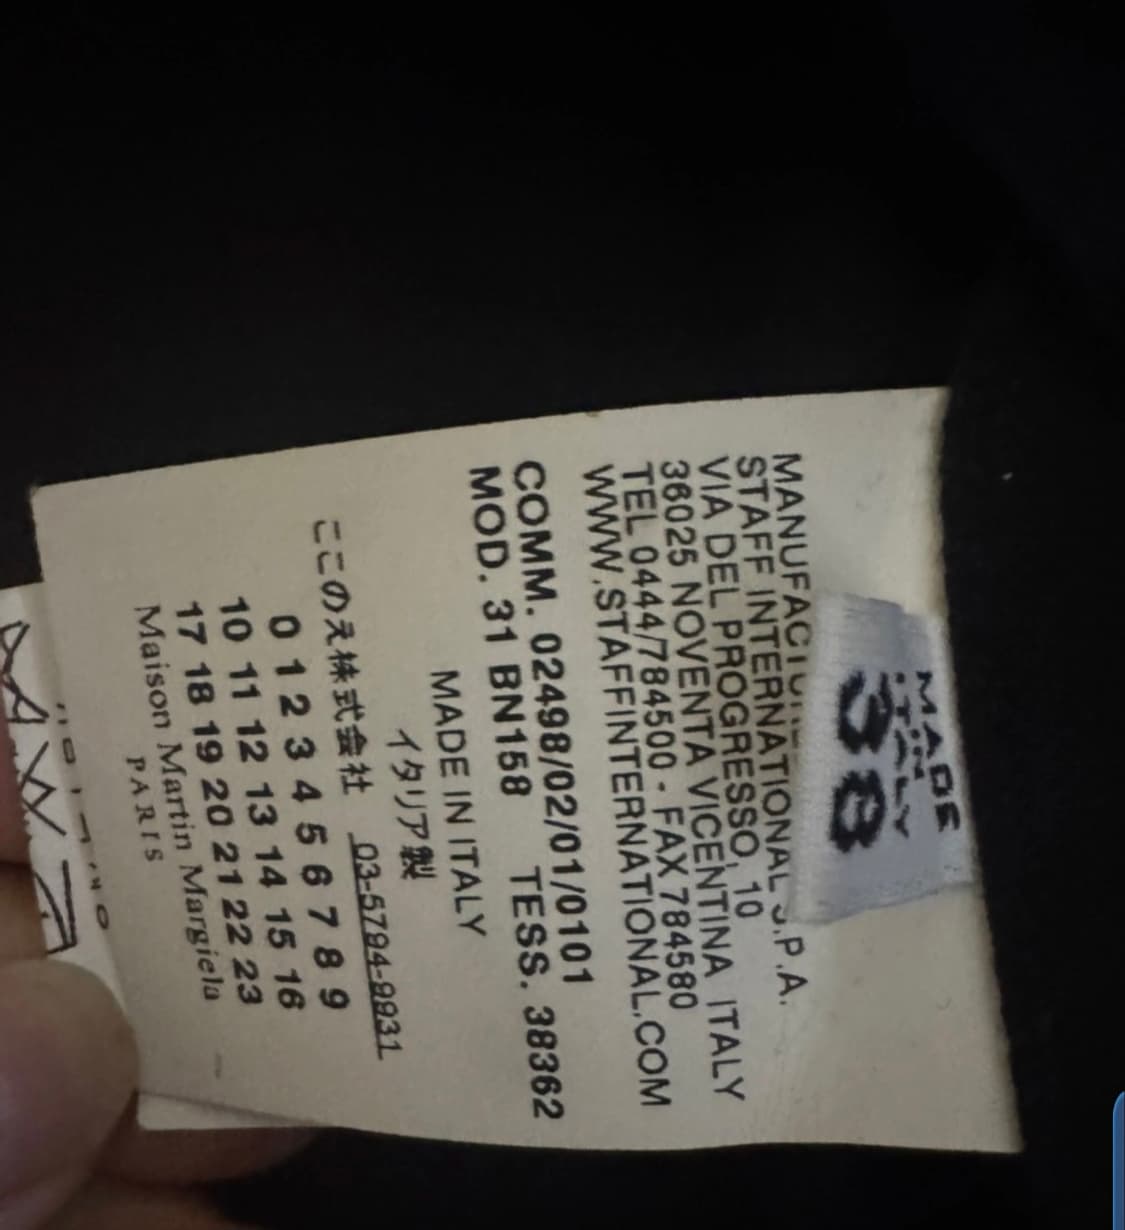 MADE
IN
ITALY
38
STAFF INTERNATIONAL S.P.A.
VIA DEL PROGRESSO, 10
36025 NOVENTA VICENTINA ITALY
TEL 0444/784500 - FAX 784580
WWW.STAFFINTERNATIONAL.COM
COMM. 02498/02/01/0101
MOD. 31 BN158 TESS. 38362
MADE IN ITALY
イタリア製
ここのえ株式会社 03-5794-9931
0 1 2 3 4 5 6 7 8 9
10 11 12 13 14 15 16
17 18 19 20 21 22 23
Maison Martin Margiela
PARIS